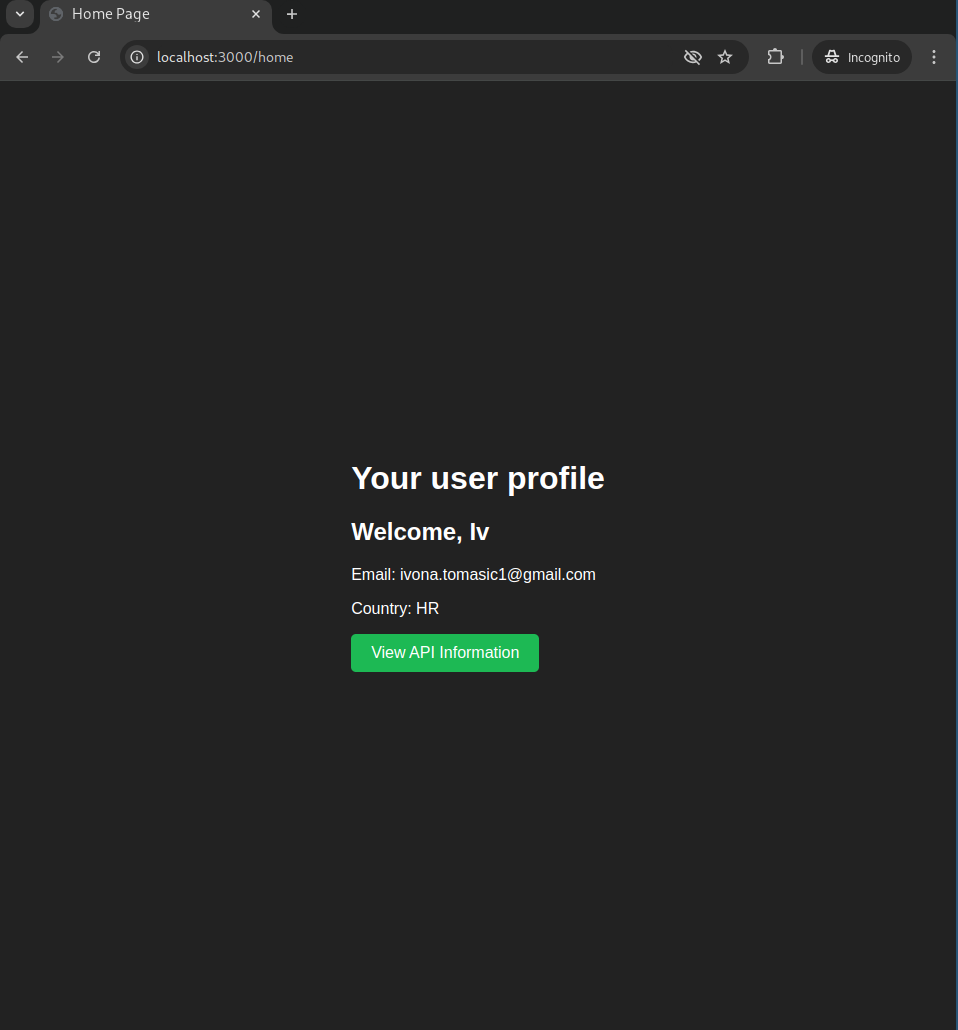 Home Page
localhost:3000/home
Incognito
Your user profile
Welcome, Iv
Email: ivona.tomasic1@gmail.com
Country: HR
View API Information